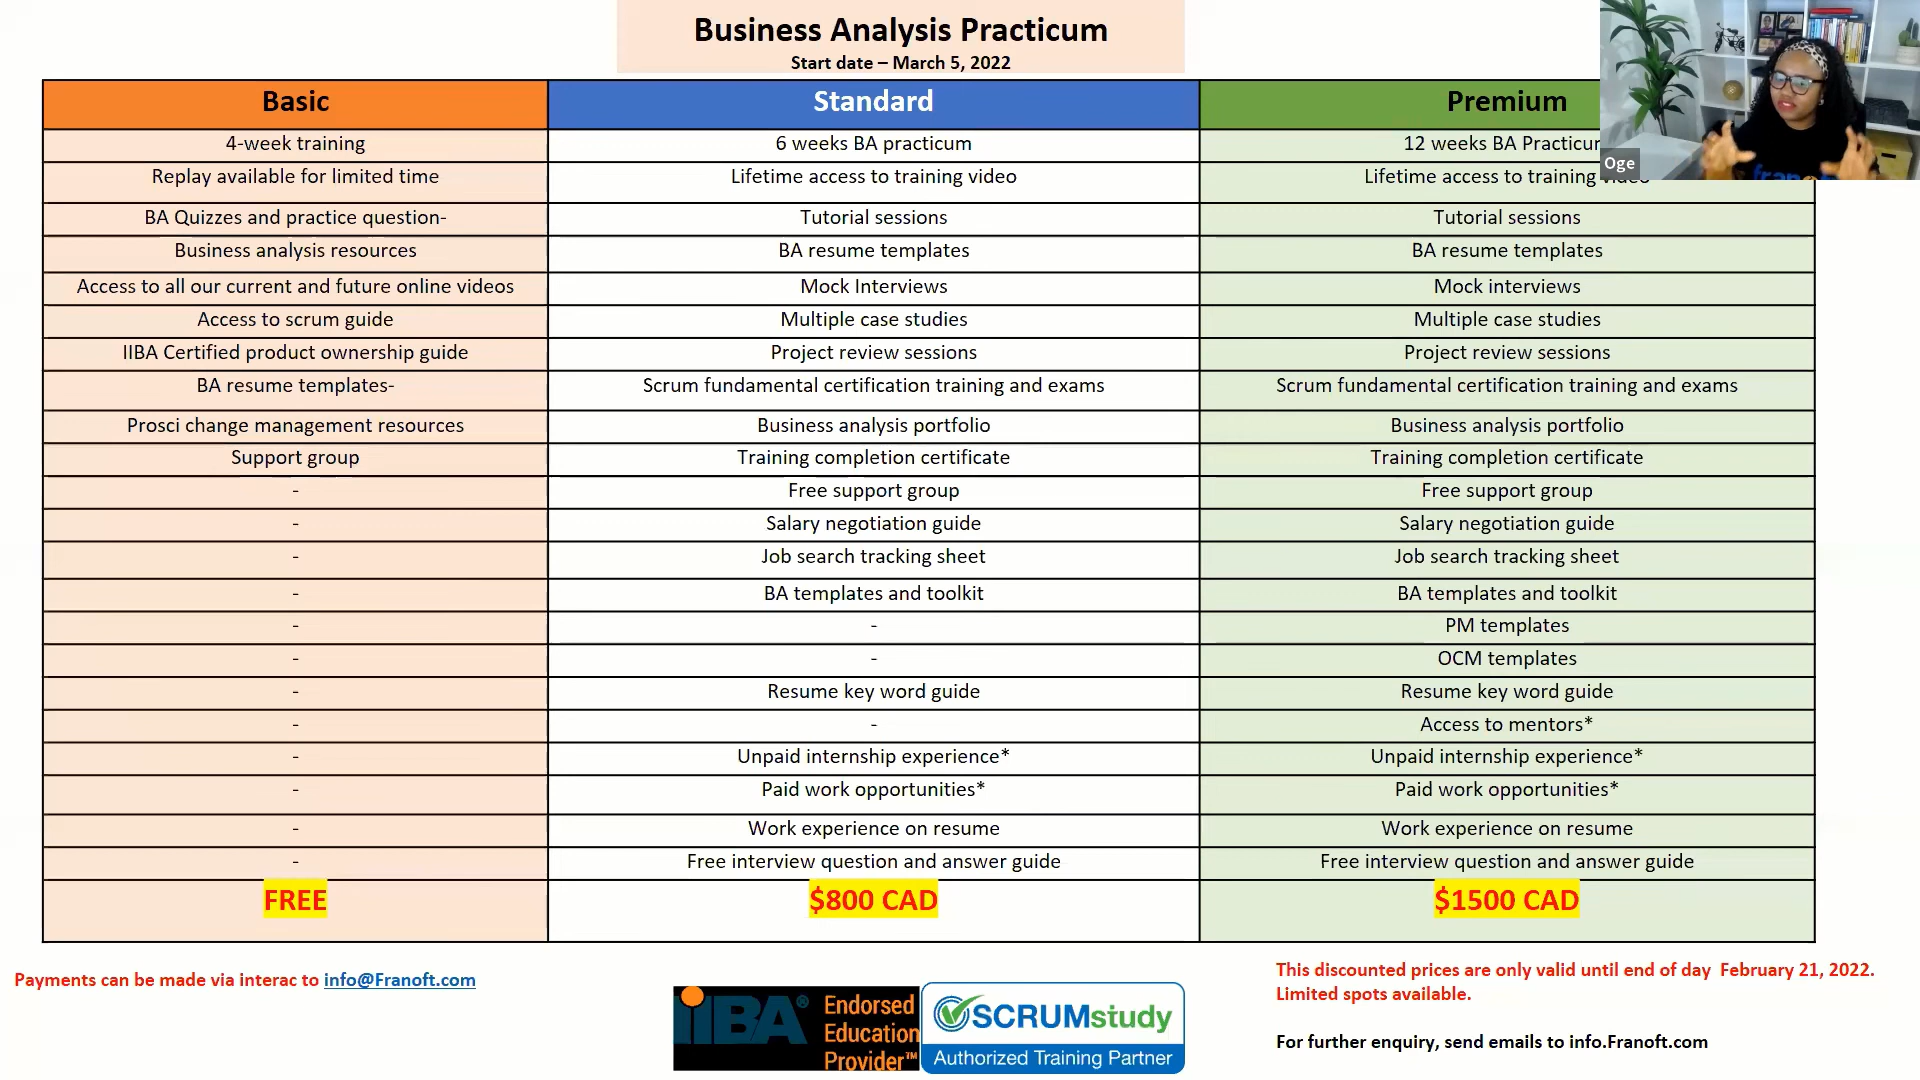 Business Analysis Practicum
Start date – March 5, 2022
Basic Standard Premium
4-week training 6 weeks BA practicum 12 weeks BA
Replay available for limited time Lifetime access to training video Lifetime access to training video
BA Quizzes and practice question- Tutorial sessions Tutorial sessions
Business analysis resources BA resume templates BA resume templates
Access to all our current and future online videos Mock Interviews Mock interviews
Access to scrum guide Multiple case studies Multiple case studies
IIBA Certified product ownership guide Project review sessions Project review sessions
BA resume templates- Scrum fundamental certification training and exams Scrum fundamental certification training and exams
Prosci change management resources Business analysis portfolio Business analysis portfolio
Support group Training completion certificate Training completion certificate
- Free support group Free support group
- Salary negotiation guide Salary negotiation guide
- Job search tracking sheet Job search tracking sheet
- BA templates and toolkit BA templates and toolkit
- - PM templates
- - OCM templates
- Resume key word guide Resume key word guide
- - Access to mentors*
- Unpaid internship experience* Unpaid internship experience*
- Paid work opportunities* Paid work opportunities*
- Work experience on resume Work experience on resume
- Free interview question and answer guide Free interview question and answer guide
FREE $800 CAD $1500 CAD
Oge
Payments can be made via interac to info@Franoft.com
iiBA® Endorsed
Education
Provider™
SCRUMstudy
Authorized Training Partner
This discounted prices are only valid until end of day February 21, 2022.
Limited spots available.
For further enquiry, send emails to info.Franoft.com